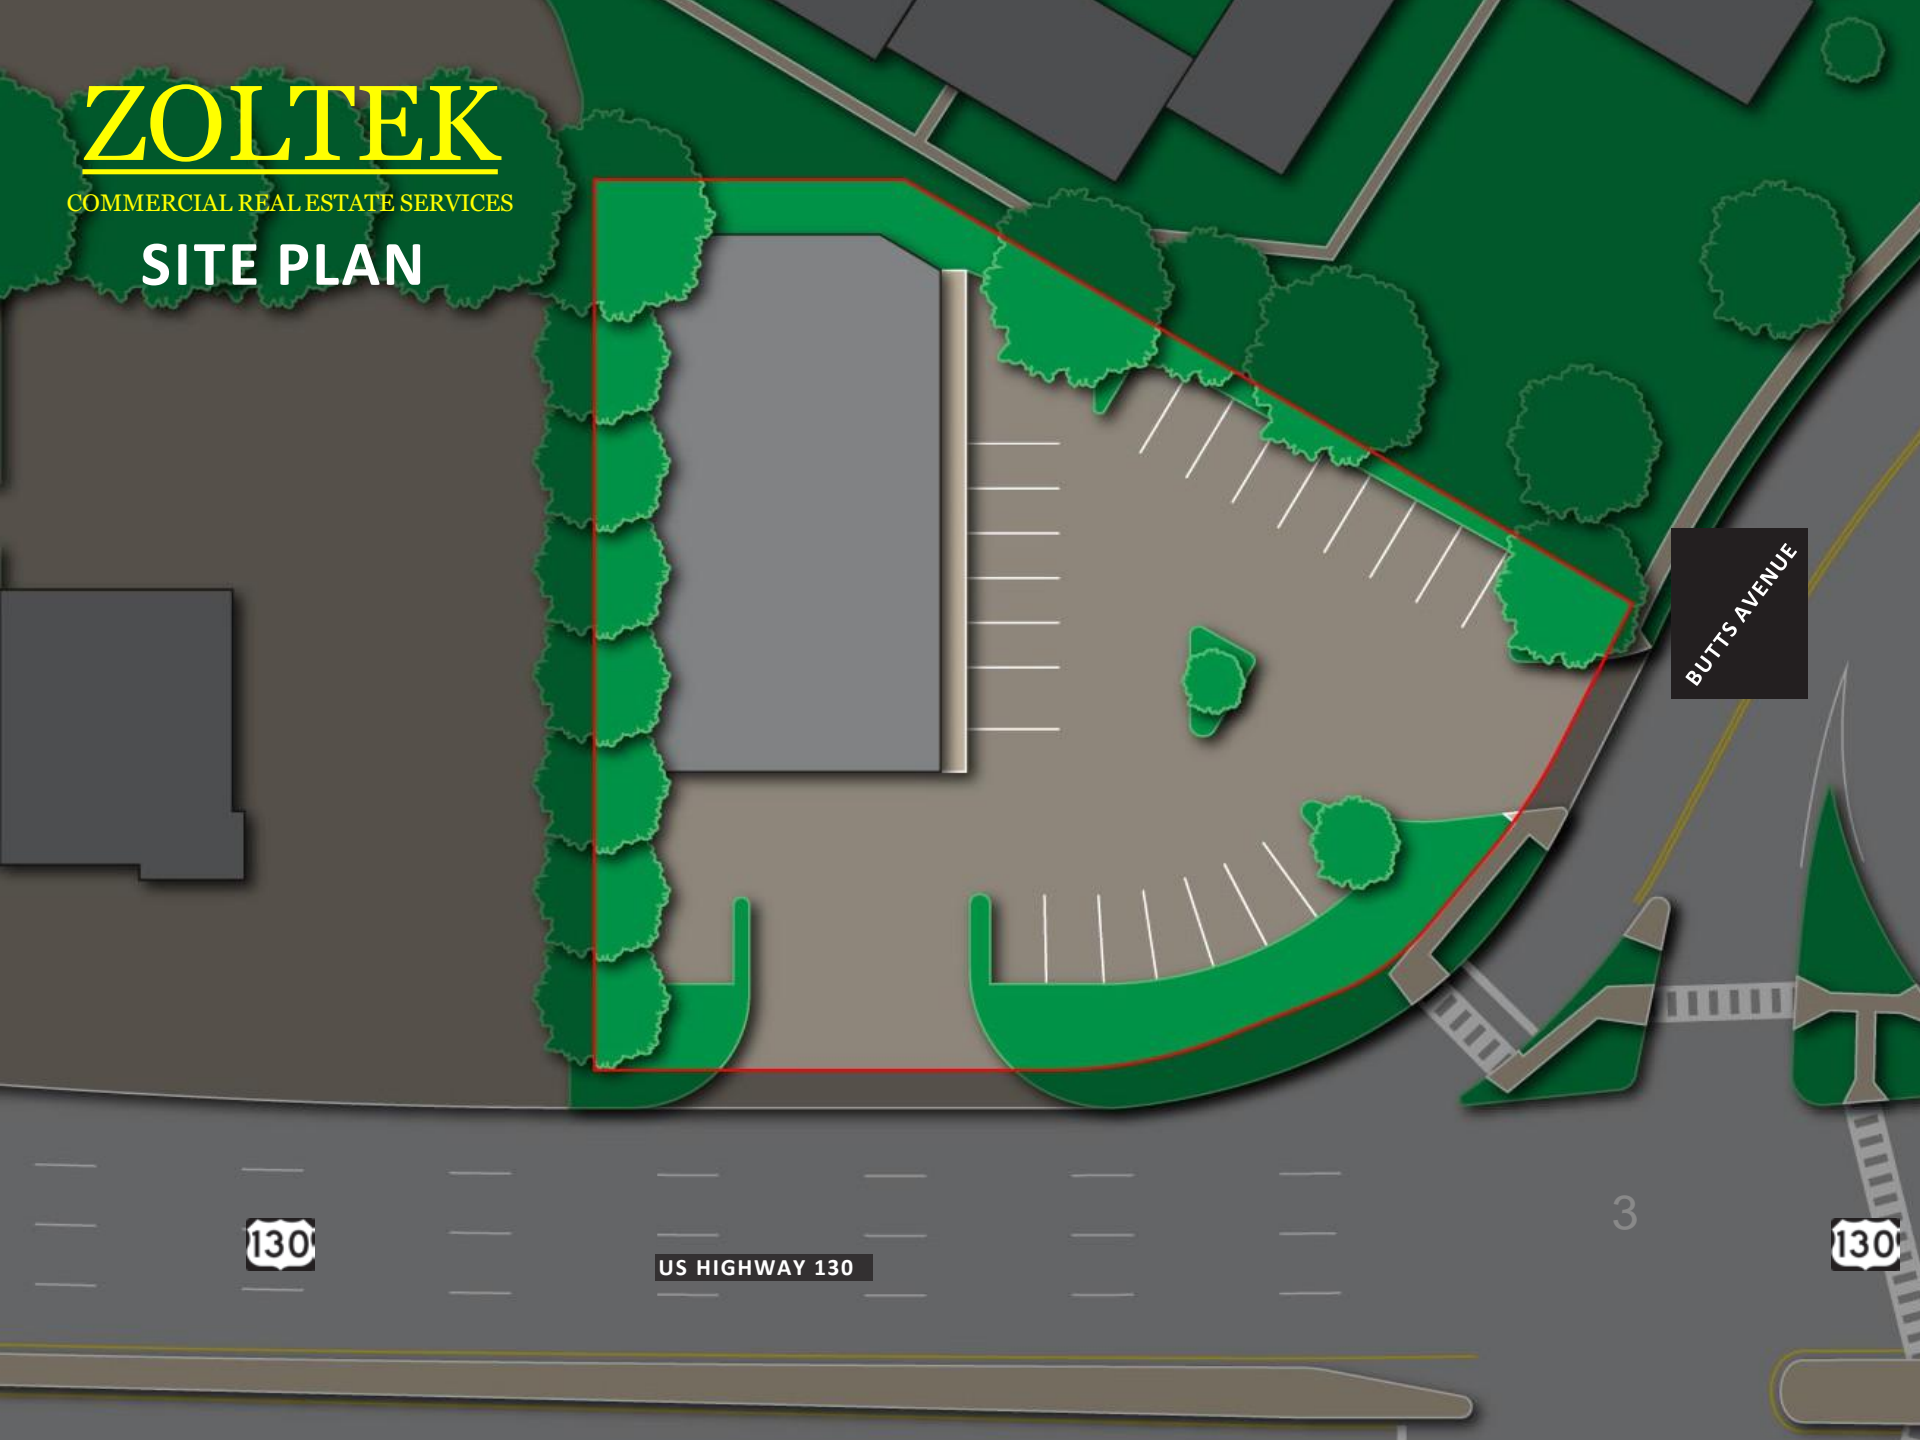 ZOLTEK
COMMERCIAL REAL ESTATE SERVICES
SITE PLAN
BUTTS AVENUE
3
130
130
US HIGHWAY 130